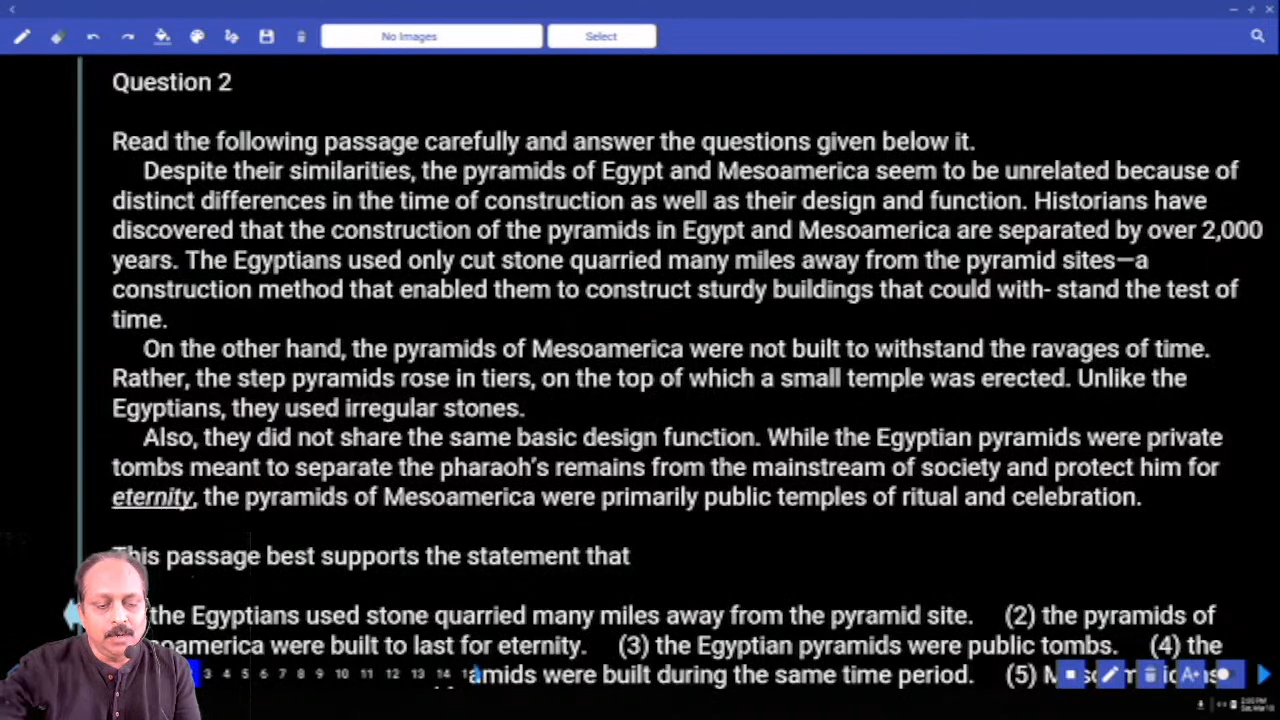 No Images
Select
Question 2
Read the following passage carefully and answer the questions given below it.
Despite their similarities, the pyramids of Egypt and Mesoamerica seem to be unrelated because of
distinct differences in the time of construction as well as their design and function. Historians have
discovered that the construction of the pyramids in Egypt and Mesoamerica are separated by over 2,000
years. The Egyptians used only cut stone quarried many miles away from the pyramid sites—a
construction method that enabled them to construct sturdy buildings that could with- stand the test of
time.
On the other hand, the pyramids of Mesoamerica were not built to withstand the ravages of time.
Rather, the step pyramids rose in tiers, on the top of which a small temple was erected. Unlike the
Egyptians, they used irregular stones.
Also, they did not share the same basic design function. While the Egyptian pyramids were private
tombs meant to separate the pharaoh's remains from the mainstream of society and protect him for
eternity, the pyramids of Mesoamerica were primarily public temples of ritual and celebration.
This passage best supports the statement that
the Egyptians used stone quarried many miles away from the pyramid site. (2) the pyramids of
were built to last for eternity. (3) the Egyptian pyramids were public tombs. (4) the
were built during the same time period. (5)
3 4 5 6 7 8 9 10 11 12 13 14
A+